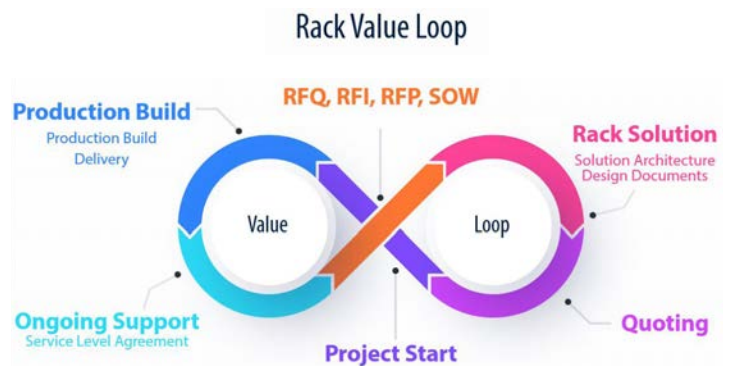 Rack Value Loop
RFQ, RFI, RFP, SOW
Production Build
Production Build
Delivery
Rack Solution
Solution Architecture
Design Documents
Value
Loop
Ongoing Support
Service Level Agreement
Quoting
Project Start